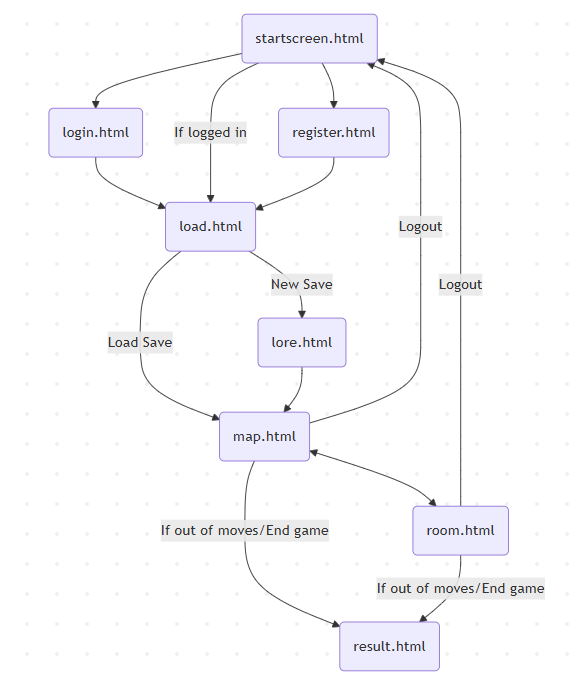 startscreen.html
login.html
If logged in
register.html
load.html
Logout
New Save
Logout
Load Save
lore.html
map.html
If out of moves/End game
room.html
If out of moves/End game
result.html